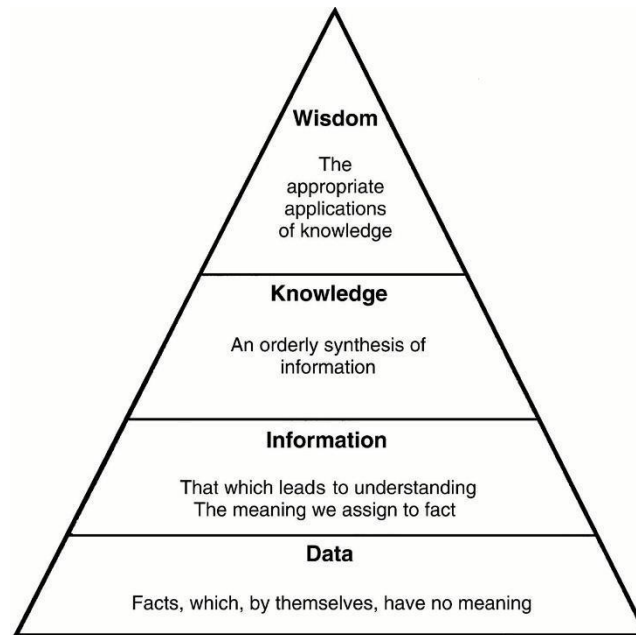 Wisdom
The
appropriate
applications
of knowledge
Knowledge
An orderly synthesis of
information
Information
That which leads to understanding
The meaning we assign to fact
Data
Facts, which, by themselves, have no meaning